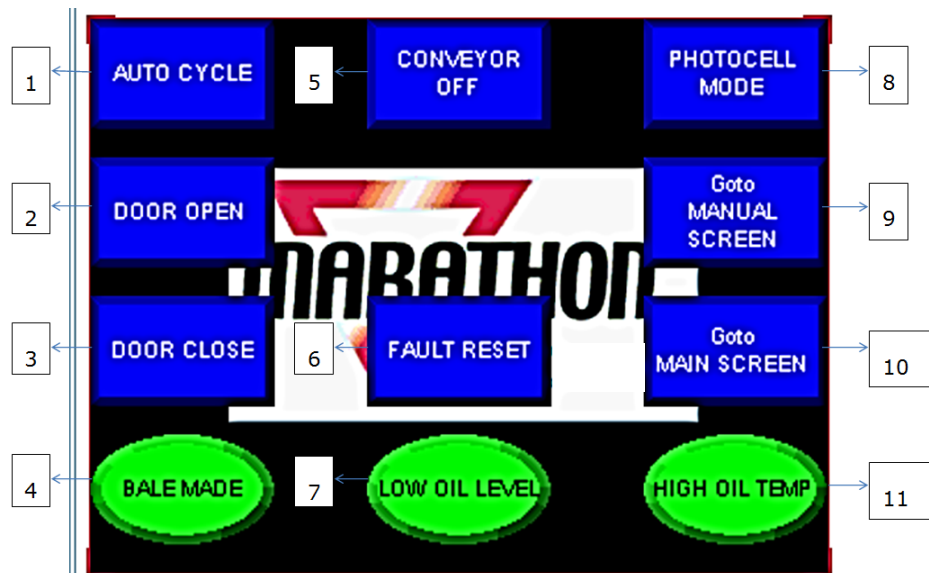 1
AUTO CYCLE
5
CONVEYOR
OFF
PHOTOCELL
MODE
8
2
DOOR OPEN
Goto
MANUAL
SCREEN
9
MARATHON
3
DOOR CLOSE
6
FAULT RESET
Goto
MAIN SCREEN
10
4
BALE MADE
7
LOW OIL LEVEL
HIGH OIL TEMP
11